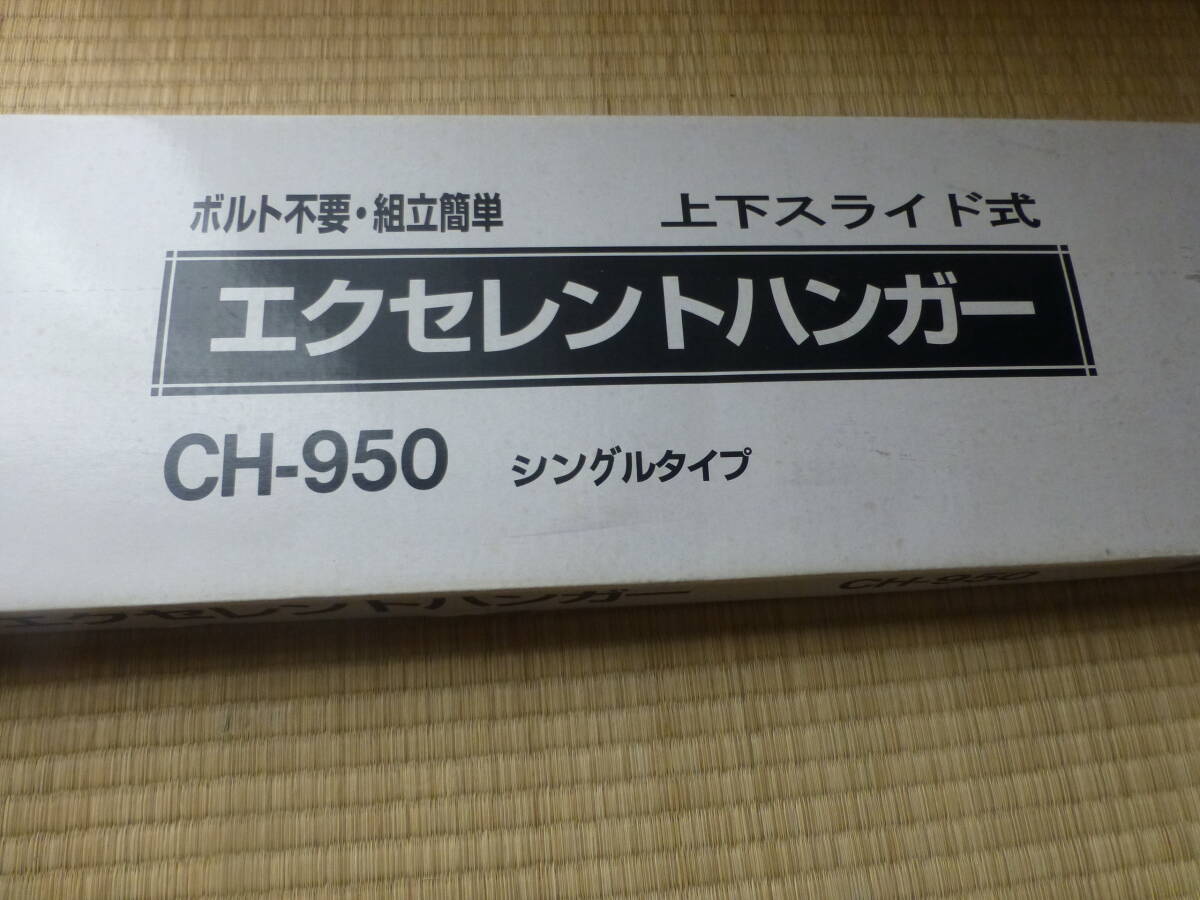 ボルト不要・組立簡単 上下スライド式
エクセレントハンガー
CH-950 シングルタイプ
エクセレントハンガー CH-950